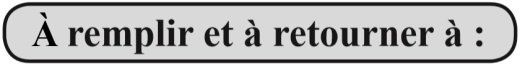 À remplir et à retourner à :